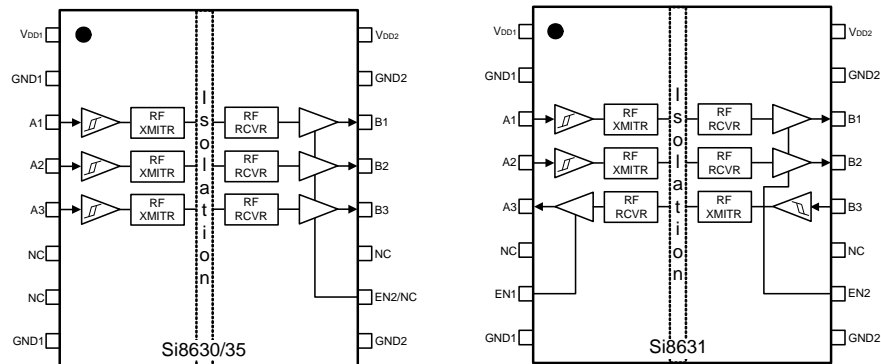 VDD1
VDD2
GND1
GND2
A1
RF XMITR
RF RCVR
B1
A2
RF XMITR
RF RCVR
B2
A3
RF XMITR
RF RCVR
B3
NC
NC
NC
EN2/NC
GND1
GND2
Isolation
Si8630/35
VDD1
VDD2
GND1
GND2
A1
RF XMITR
RF RCVR
B1
A2
RF XMITR
RF RCVR
B2
A3
RF RCVR
RF XMITR
B3
NC
NC
EN1
EN2
GND1
GND2
Isolation
Si8631